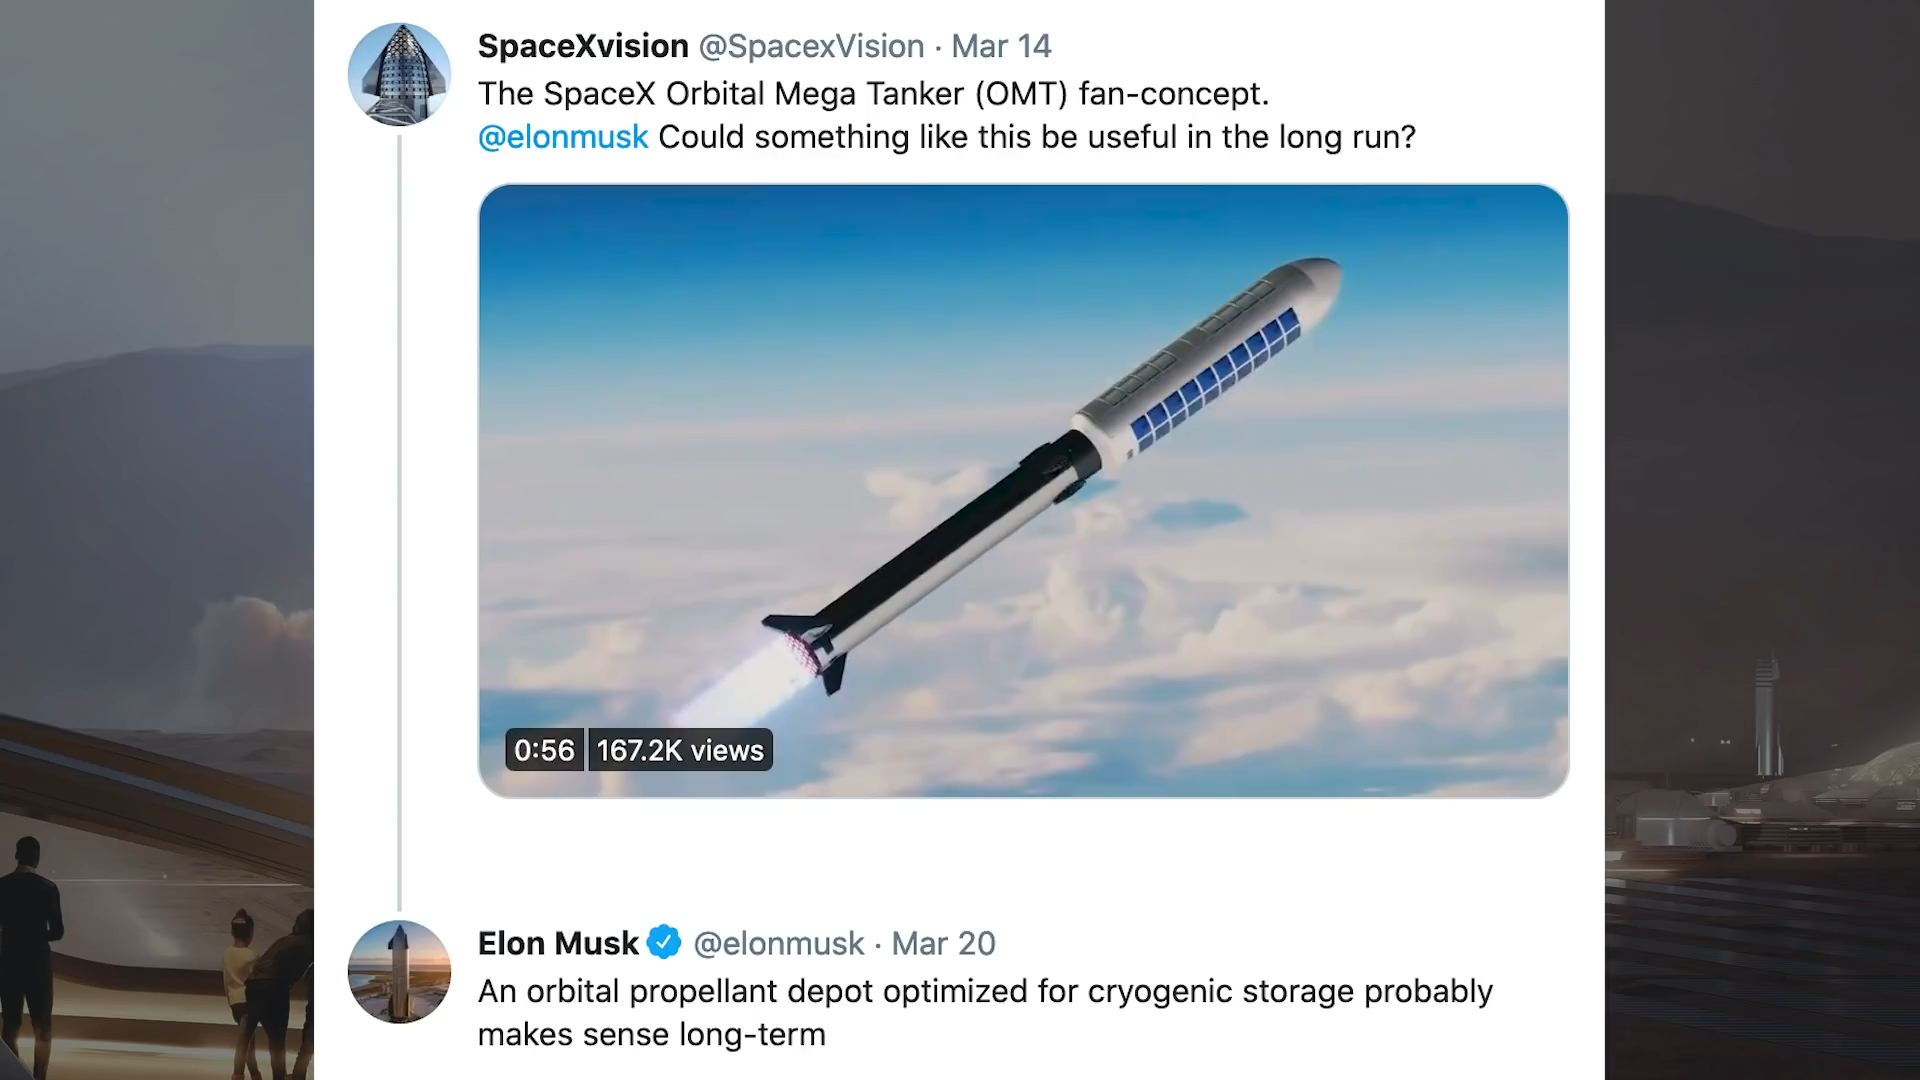 SpaceXvision @SpacexVision · Mar 14
The SpaceX Orbital Mega Tanker (OMT) fan-concept.
@elonmusk Could something like this be useful in the long run?
0:56 167.2K views
Elon Musk @elonmusk · Mar 20
An orbital propellant depot optimized for cryogenic storage probably
makes sense long-term